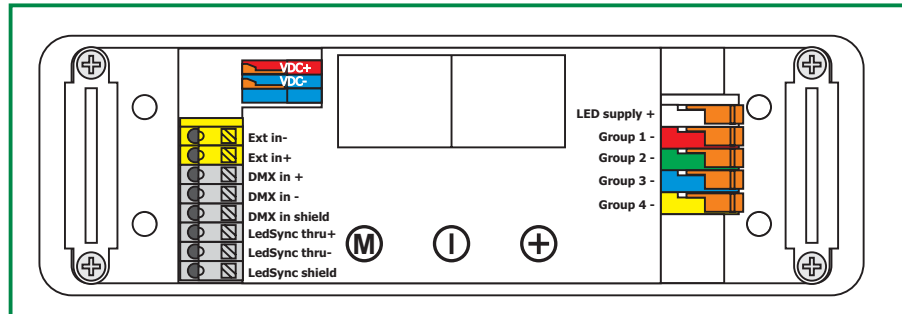 VDC+
VDC-
Ext in-
Ext in+
DMX in +
DMX in -
DMX in shield
LedSync thru+
LedSync thru-
LedSync shield
M
I
+
LED supply +
Group 1 -
Group 2 -
Group 3 -
Group 4 -